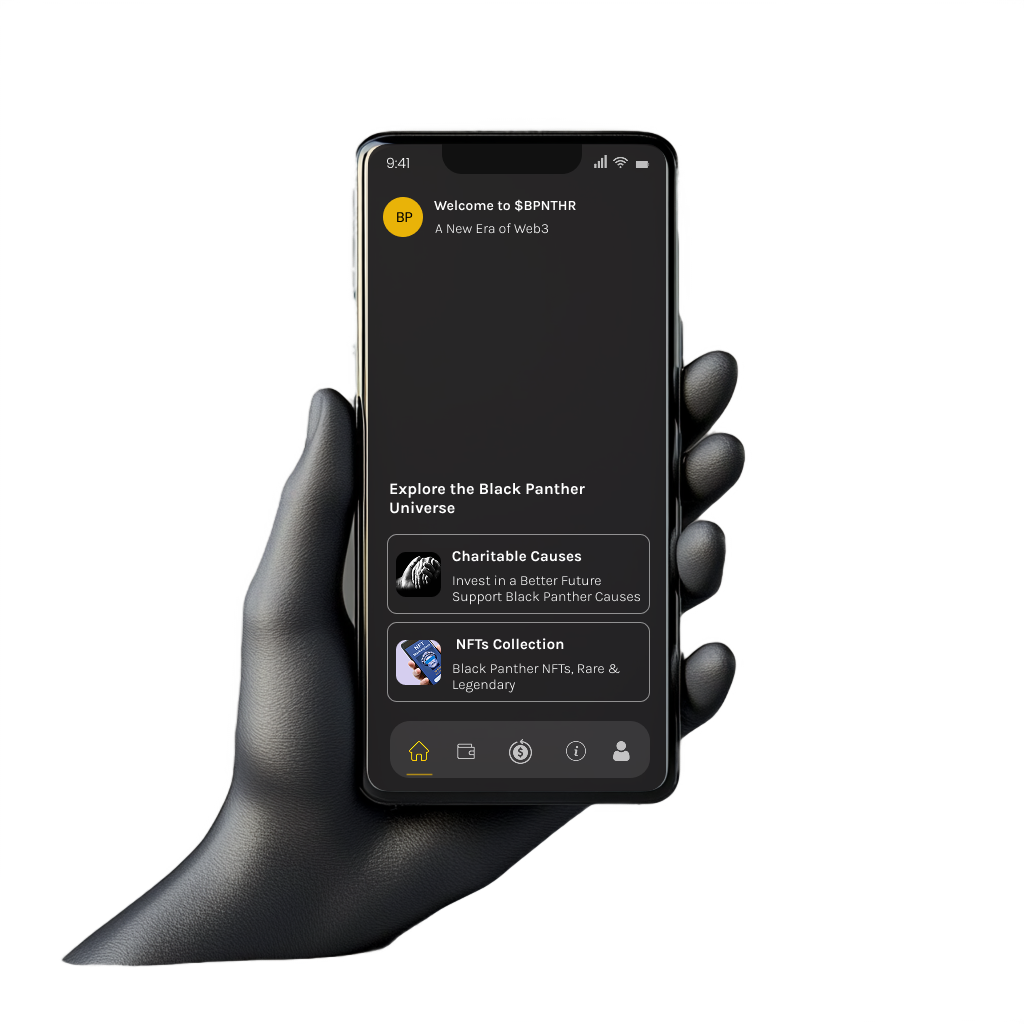 9:41
BP
Welcome to $BPNTHR
A New Era of Web3
Explore the Black Panther
Universe
Charitable Causes
Invest in a Better Future
Support Black Panther Causes
NFT
NFTs Collection
Black Panther NFTs, Rare &
Legendary
$
i